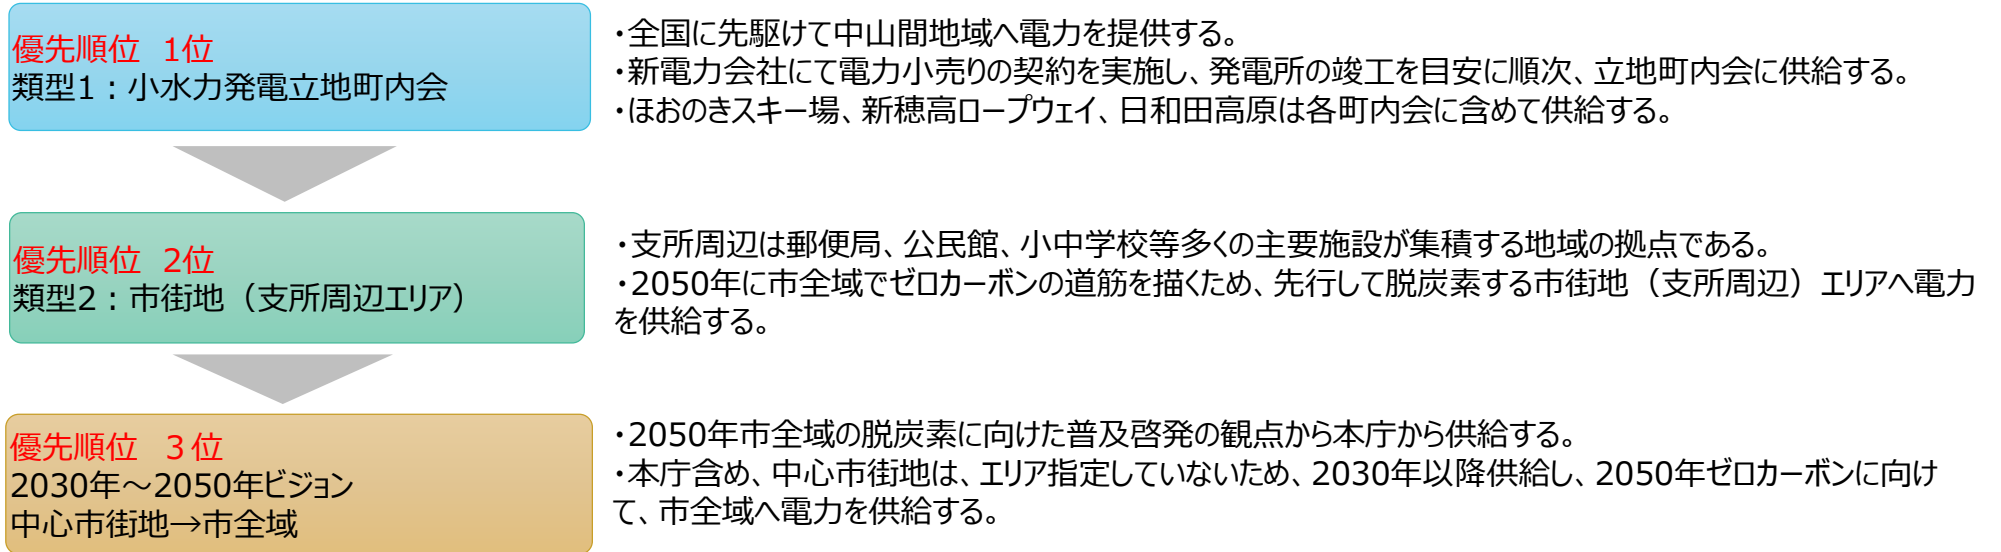 優先順位 1位
類型1：小水力発電立地町内会
・全国に先駆けて中山間地域へ電力を提供する。
・新電力会社にて電力小売りの契約を実施し、発電所の竣工を目安に順次、立地町内会に供給する。
・ほおのきスキー場、新穂高ロープウェイ、日和田高原は各町内会に含めて供給する。
優先順位 2位
類型2：市街地（支所周辺エリア）
・支所周辺は郵便局、公民館、小中学校等多くの主要施設が集積する地域の拠点である。
・2050年に市全域でゼロカーボンの道筋を描くため、先行して脱炭素する市街地（支所周辺）エリアへ電力
を供給する。
優先順位 ３位
2030年～2050年ビジョン
中心市街地→市全域
・2050年市全域の脱炭素に向けた普及啓発の観点から本庁から供給する。
・本庁含め、中心市街地は、エリア指定していないため、2030年以降供給し、2050年ゼロカーボンに向け
て、市全域へ電力を供給する。